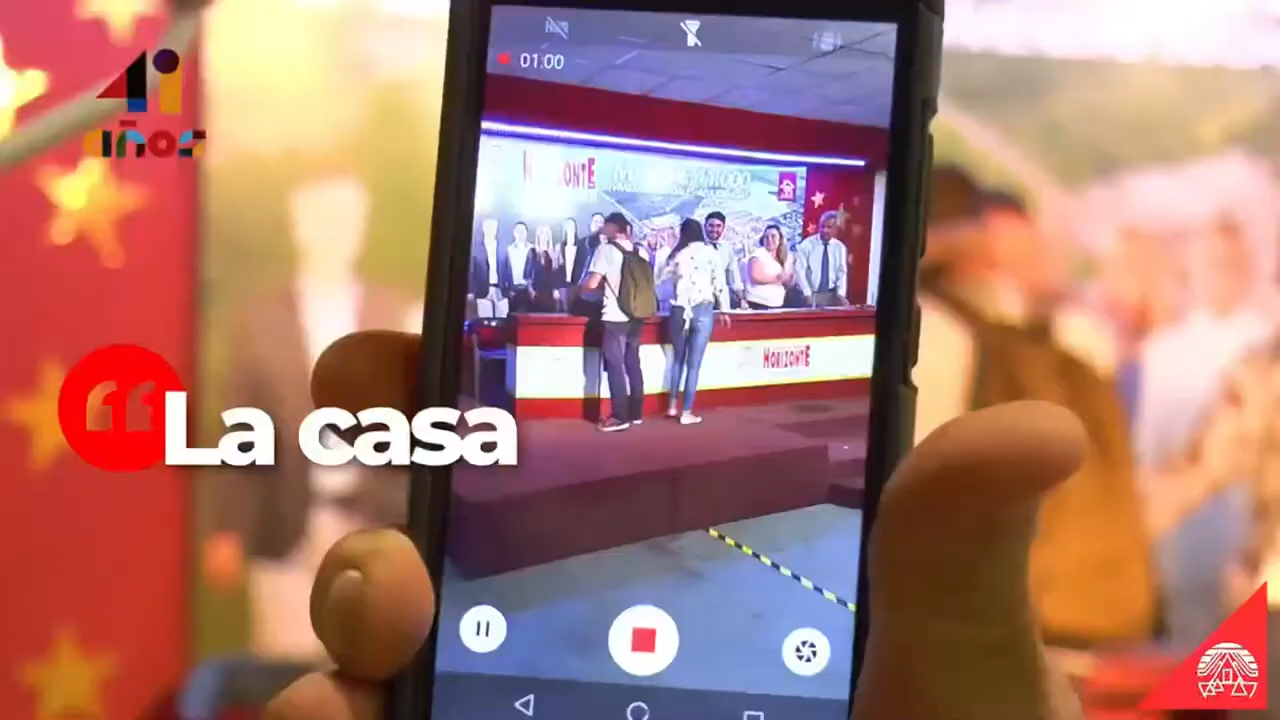 41
años
01:00
HORIZONTE
HORIZONTE
“La casa